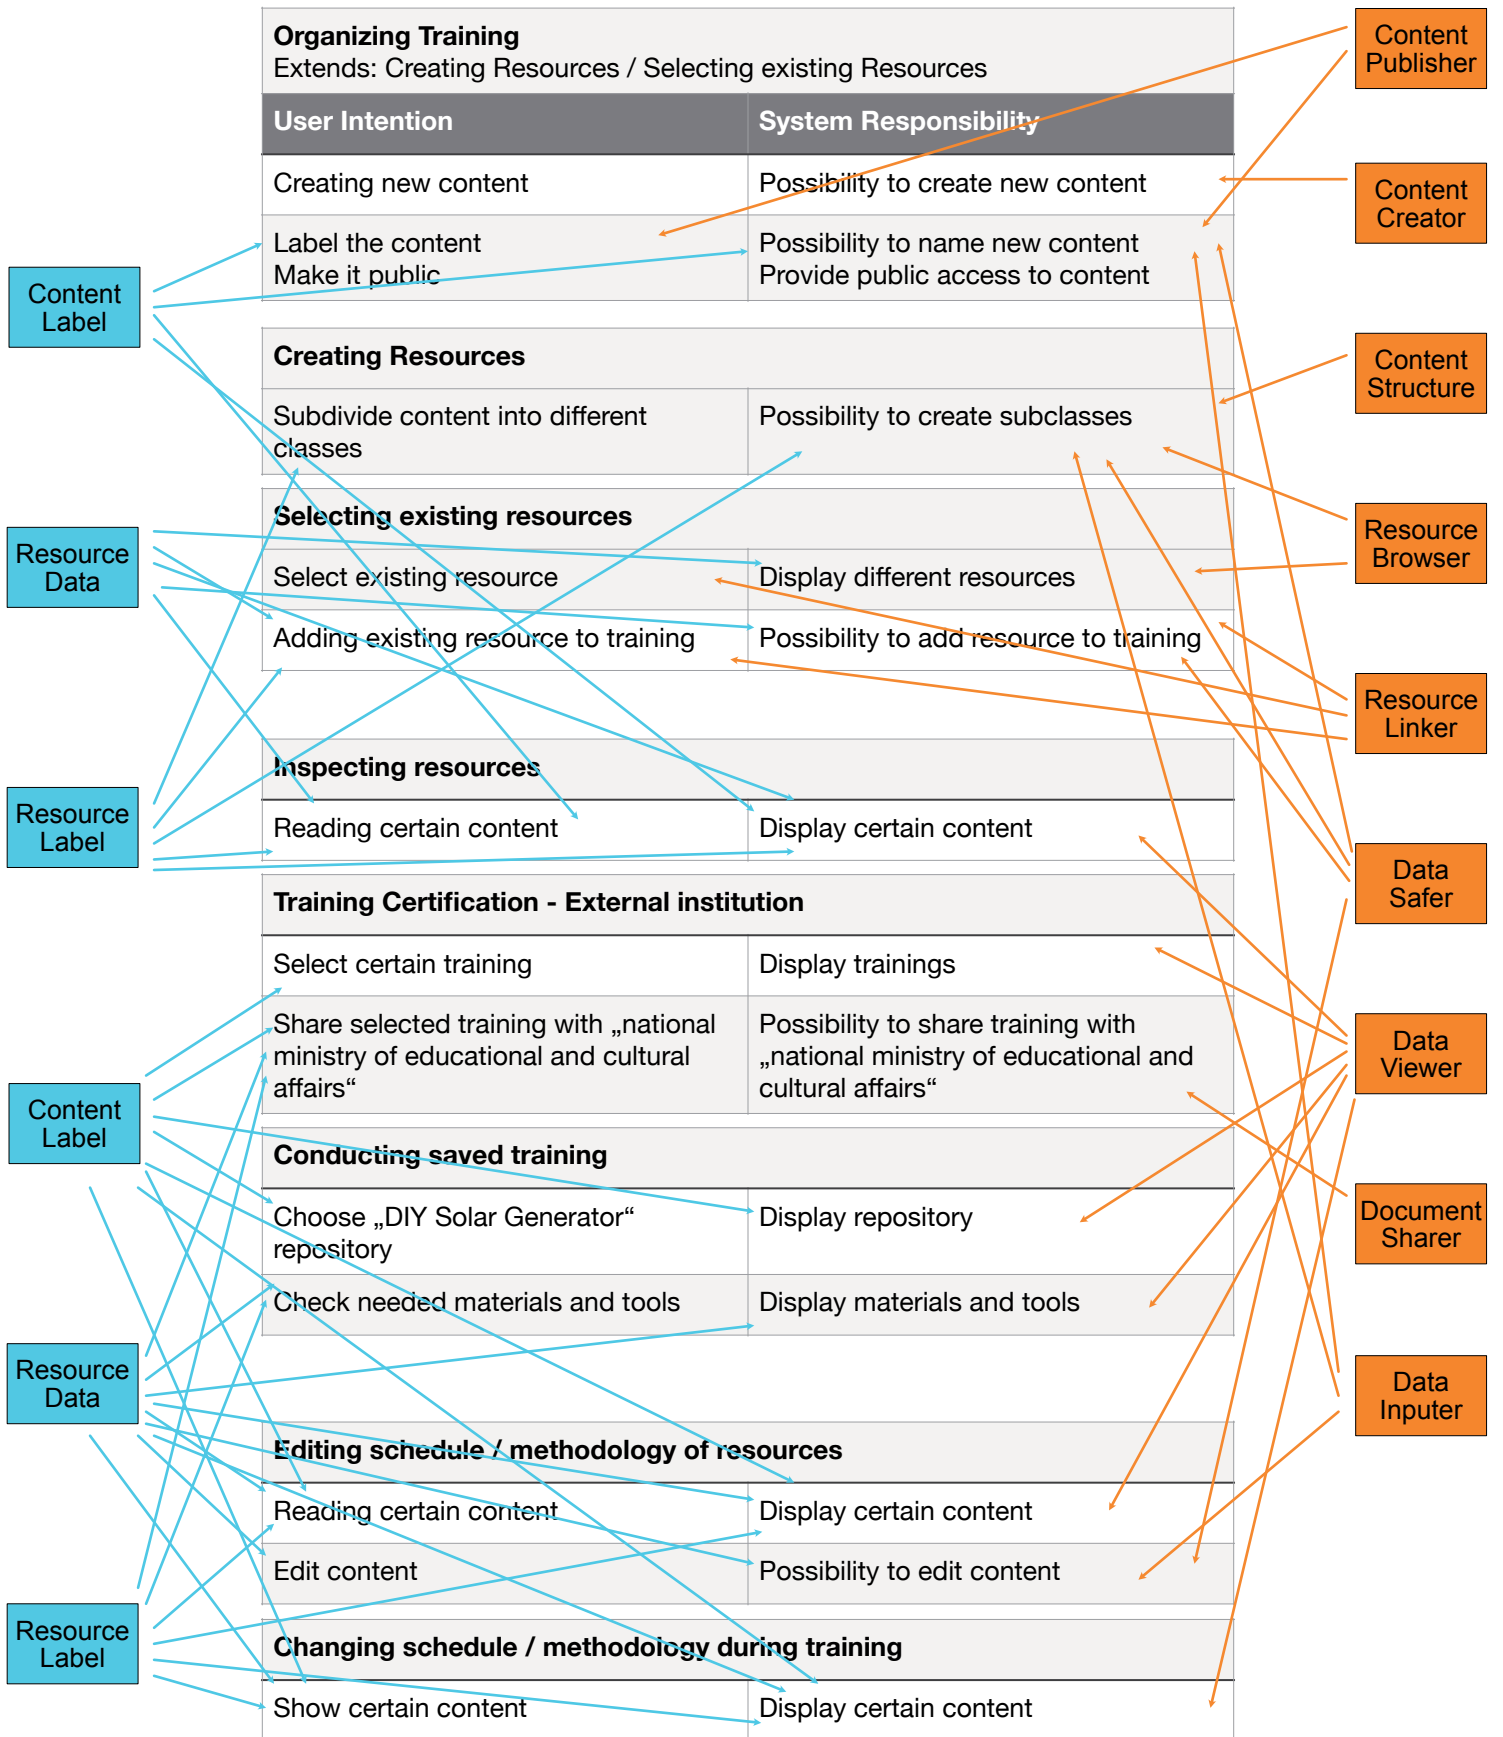 Organizing Training
Extends: Creating Resources / Selecting existing Resources
User Intention
System Responsibility
Creating new content
Possibility to create new content
Label the content
Make it public
Possibility to name new content
Provide public access to content
Creating Resources
Subdivide content into different
classes
Possibility to create subclasses
Selecting existing resources
Select existing resource
Display different resources
Adding existing resource to training
Possibility to add resource to training
Inspecting resources
Reading certain content
Display certain content
Training Certification - External institution
Select certain training
Display trainings
Share selected training with „national
ministry of educational and cultural
affairs“
Possibility to share training with
„national ministry of educational and
cultural affairs“
Conducting saved training
Choose „DIY Solar Generator“
repository
Display repository
Check needed materials and tools
Display materials and tools
Editing schedule / methodology of resources
Reading certain content
Display certain content
Edit content
Possibility to edit content
Changing schedule / methodology during training
Show certain content
Display certain content
Content
Label
Resource
Data
Resource
Label
Content
Label
Resource
Data
Resource
Label
Content
Publisher
Content
Creator
Content
Structure
Resource
Browser
Resource
Linker
Data
Safer
Data
Viewer
Document
Sharer
Data
Inputer